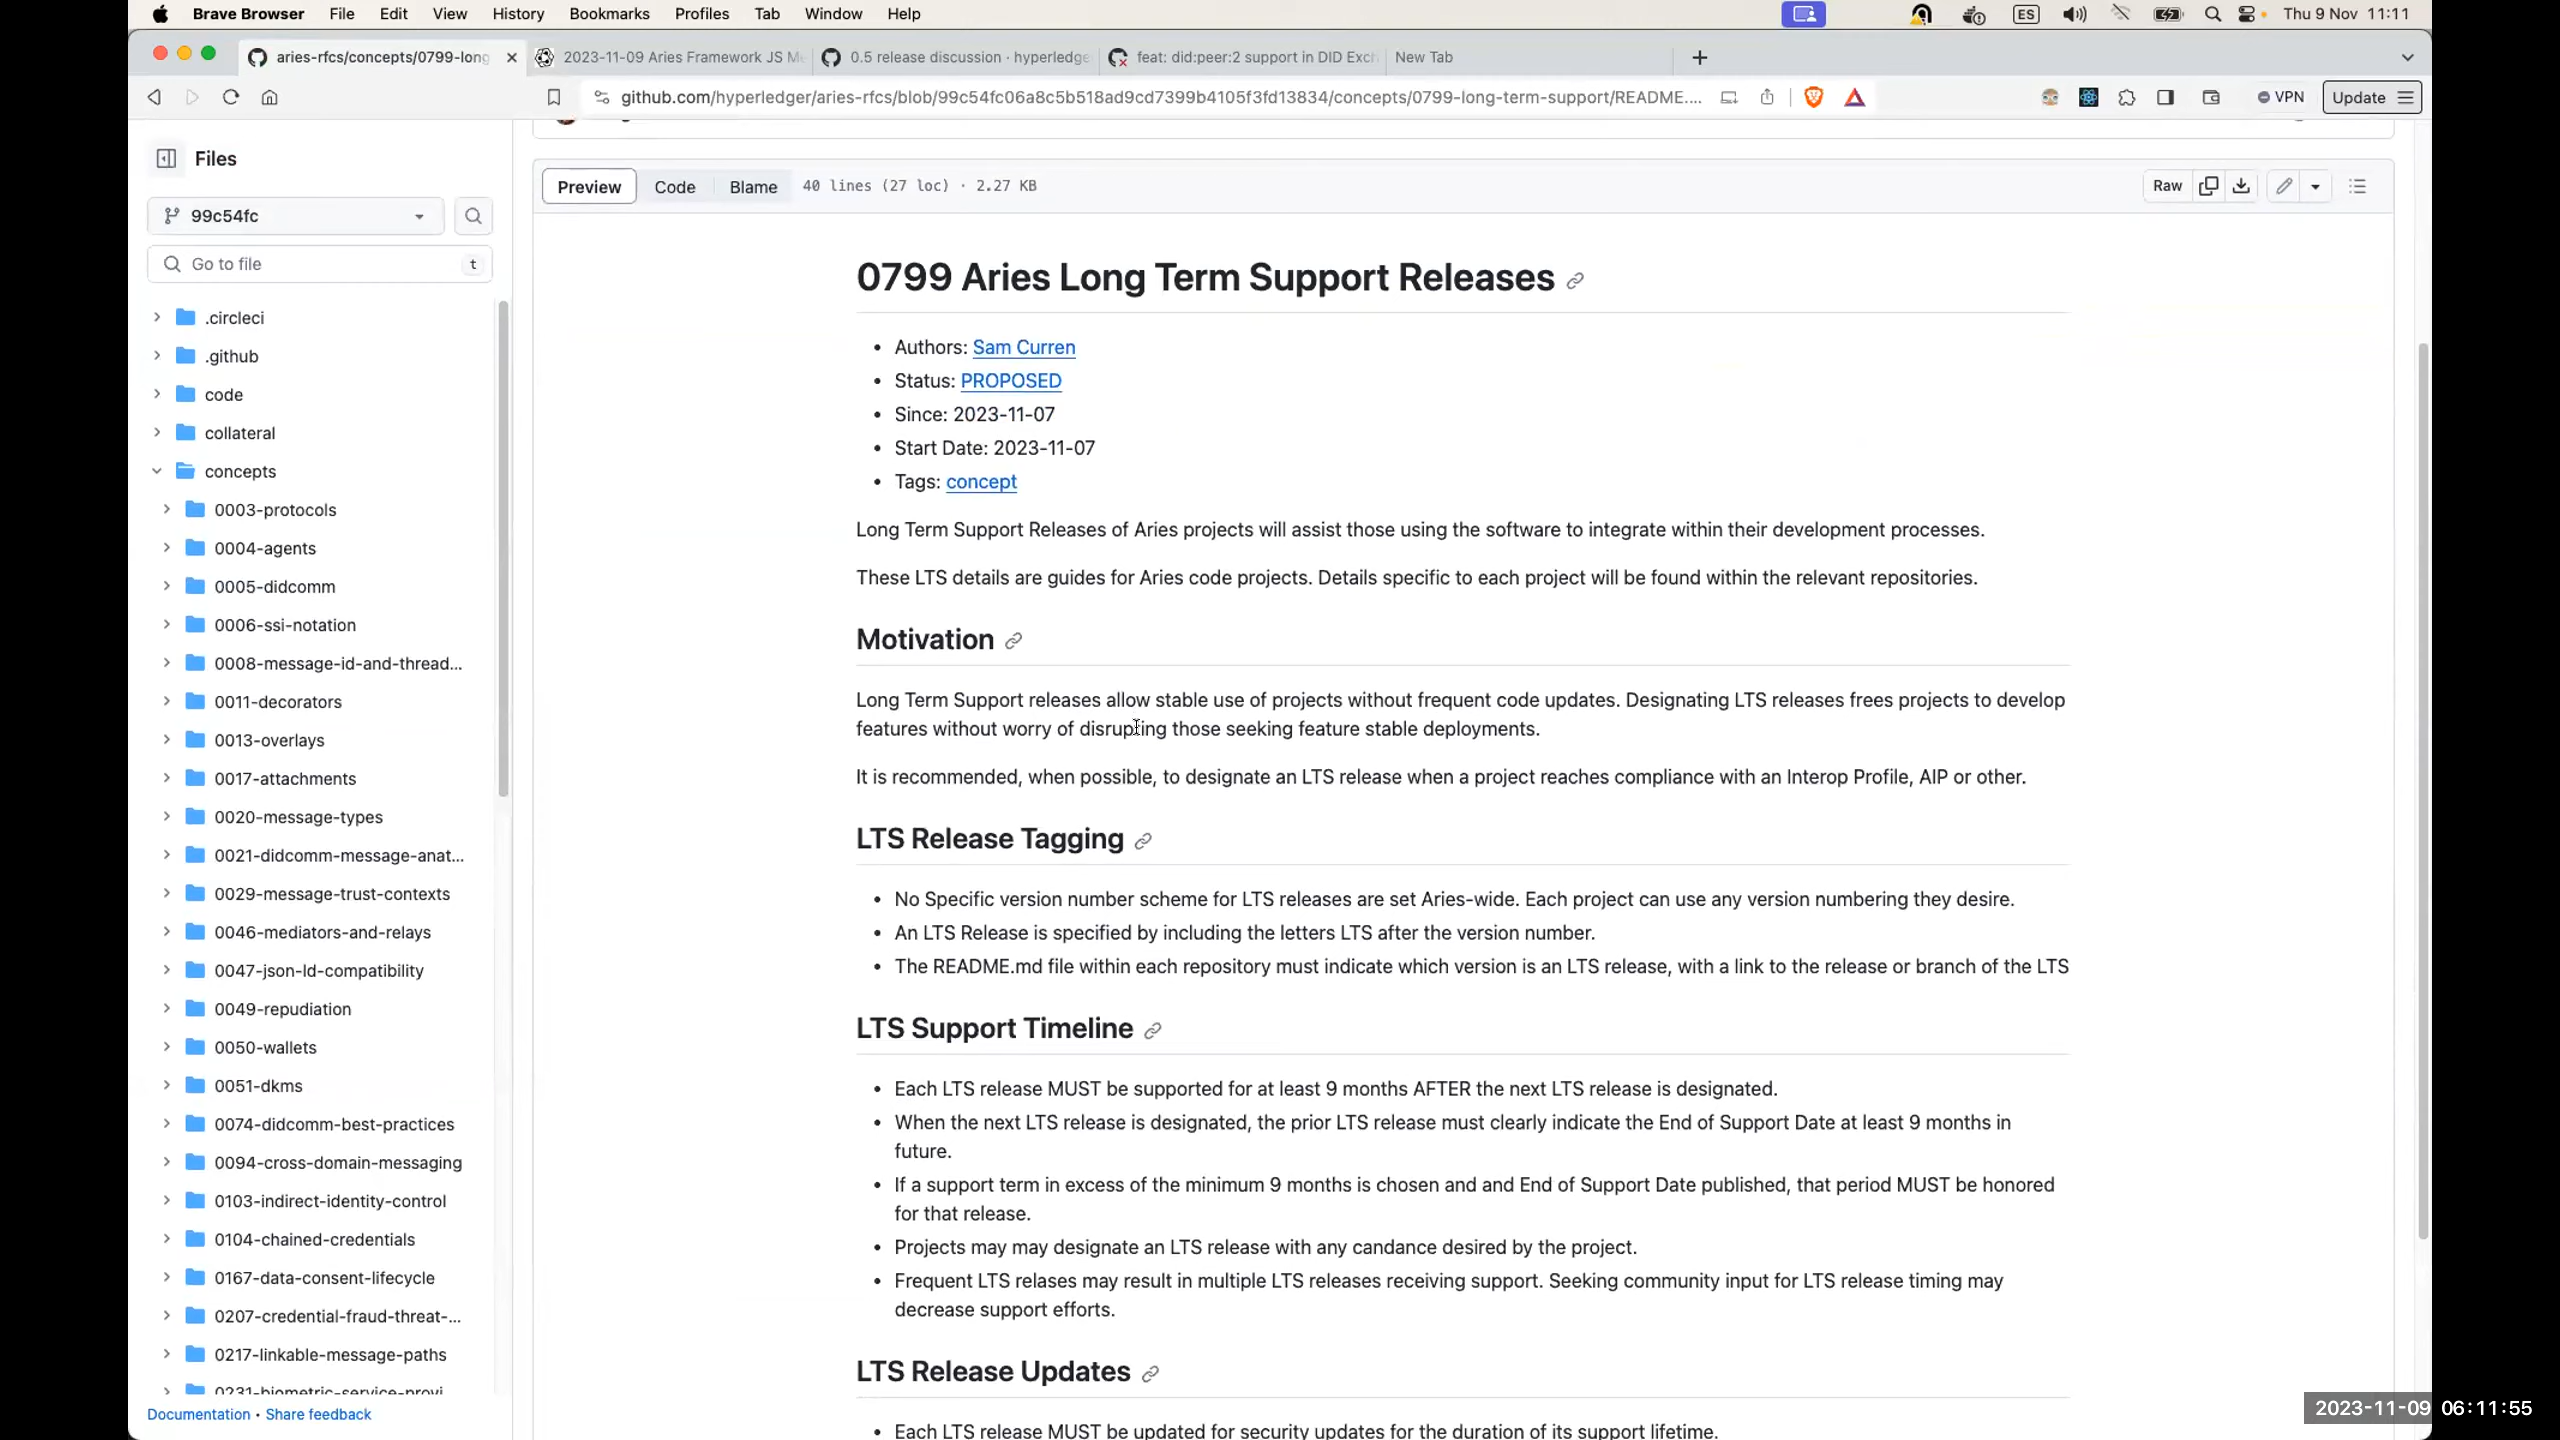 Brave Browser File Edit View History Bookmarks Profiles Tab Window Help ES Thu 9 Nov 11:11
aries-rfcs/concepts/0799-long 2023-11-09 Aries Framework JS Me 0.5 release discussion · hyperledge feat: did:peer:2 support in DID Exch New Tab
github.com/hyperledger/aries-rfcs/blob/99c54fc06a8c5b518ad9cd7399b4105f3fd13834/concepts/0799-long-term-support/README.... VPN Update
Files
Preview Code Blame 40 lines (27 loc) · 2.27 KB Raw
99c54fc
Go to file t
.circleci
.github
code
collateral
concepts
0003-protocols
0004-agents
0005-didcomm
0006-ssi-notation
0008-message-id-and-thread...
0011-decorators
0013-overlays
0017-attachments
0020-message-types
0021-didcomm-message-anat...
0029-message-trust-contexts
0046-mediators-and-relays
0047-json-ld-compatibility
0049-repudiation
0050-wallets
0051-dkms
0074-didcomm-best-practices
0094-cross-domain-messaging
0103-indirect-identity-control
0104-chained-credentials
0167-data-consent-lifecycle
0207-credential-fraud-threat-...
0217-linkable-message-paths
0231-biometric-service-provi
Documentation • Share feedback
0799 Aries Long Term Support Releases
• Authors: Sam Curren
• Status: PROPOSED
• Since: 2023-11-07
• Start Date: 2023-11-07
• Tags: concept
Long Term Support Releases of Aries projects will assist those using the software to integrate within their development processes.
These LTS details are guides for Aries code projects. Details specific to each project will be found within the relevant repositories.
Motivation
Long Term Support releases allow stable use of projects without frequent code updates. Designating LTS releases frees projects to develop
features without worry of disrupting those seeking feature stable deployments.
It is recommended, when possible, to designate an LTS release when a project reaches compliance with an Interop Profile, AIP or other.
LTS Release Tagging
• No Specific version number scheme for LTS releases are set Aries-wide. Each project can use any version numbering they desire.
• An LTS Release is specified by including the letters LTS after the version number.
• The README.md file within each repository must indicate which version is an LTS release, with a link to the release or branch of the LTS
LTS Support Timeline
• Each LTS release MUST be supported for at least 9 months AFTER the next LTS release is designated.
• When the next LTS release is designated, the prior LTS release must clearly indicate the End of Support Date at least 9 months in
future.
• If a support term in excess of the minimum 9 months is chosen and and End of Support Date published, that period MUST be honored
for that release.
• Projects may may designate an LTS release with any candance desired by the project.
• Frequent LTS relases may result in multiple LTS releases receiving support. Seeking community input for LTS release timing may
decrease support efforts.
LTS Release Updates
• Each LTS release MUST be updated for security updates for the duration of its support lifetime.
2023-11-09 06:11:55